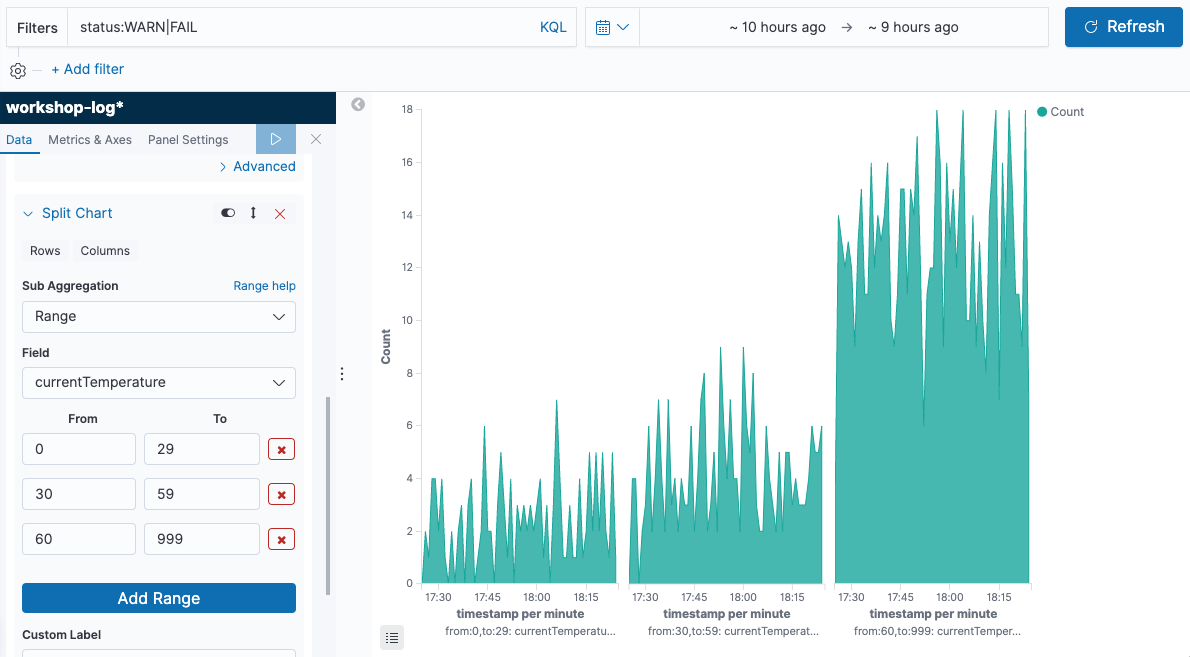 Filters status:WARN|FAIL KQL ~ 10 hours ago → ~ 9 hours ago Refresh
+ Add filter
workshop-log*
Data Metrics & Axes Panel Settings
Advanced
Split Chart
Rows Columns
Sub Aggregation Range help
Range
Field
currentTemperature
From To
0 29
30 59
60 999
Add Range
Custom Label
Count
18
16
14
12
10
8
6
4
2
0
Count
17:30 17:45 18:00 18:15 17:30 17:45 18:00 18:15 17:30 17:45 18:00 18:15
timestamp per minute timestamp per minute timestamp per minute
from:0,to:29: currentTemperatu... from:30,to:59: currentTemperat... from:60,to:999: currentTemper...